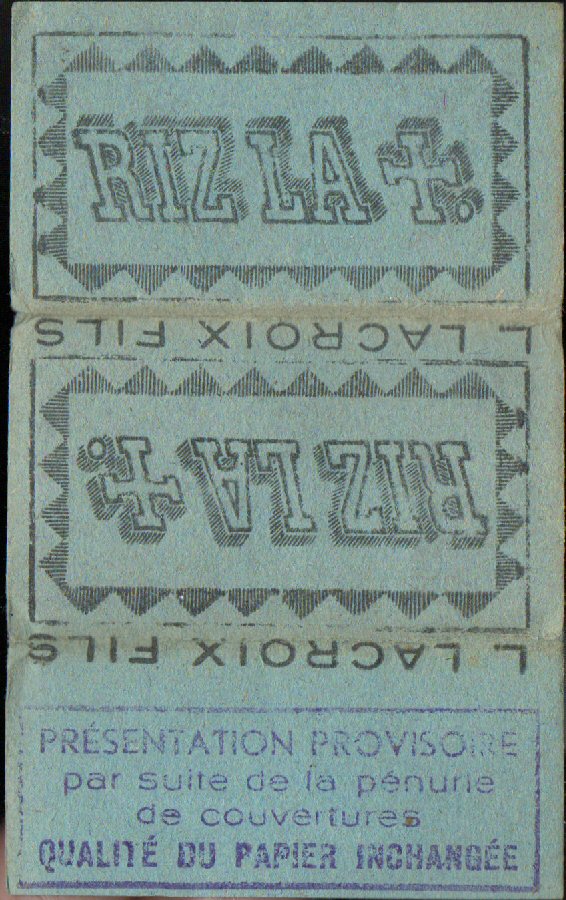 RIZ LA +.
L. LACROIX FILS
RIZ LA +.
L. LACROIX FILS
PRÉSENTATION PROVISOIRE
par suite de la pénurie
de couvertures
QUALITÉ DU PAPIER INCHANGÉE